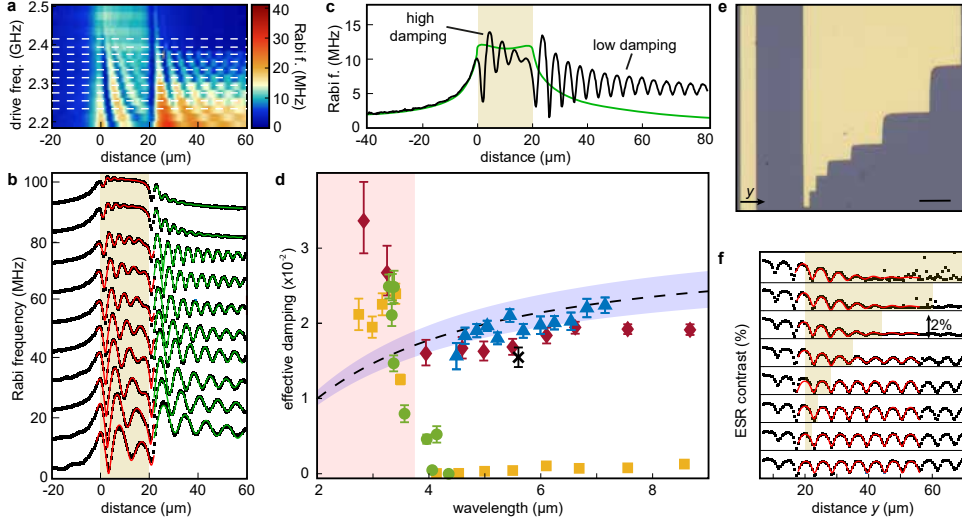 a
drive freq. (GHz)
2.5
2.4
2.3
2.2
-20
0
20
40
60
distance (µm)
40
30
20
10
0
Rabi f. (MHz)
c
Rabi f. (MHz)
15
10
5
0
high
damping
low damping
-40
-20
0
20
40
60
80
distance (µm)
e
y
b
Rabi frequency (MHz)
100
80
60
40
20
0
-20
0
20
40
60
distance (µm)
d
effective damping (x10⁻²)
3
2
1
0
2
4
6
8
wavelength (µm)
f
ESR contrast (%)
2%
20
40
60
distance y (µm)